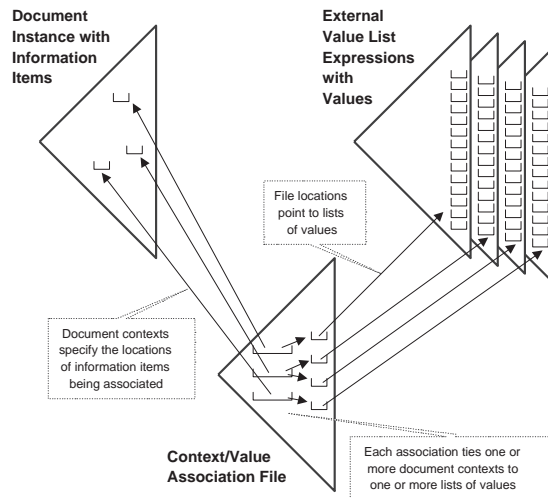 Document
Instance with
Information
Items
External
Value List
Expressions
with
Values
File locations
point to lists
of values
Document contexts
specify the locations
of information items
being associated
Context/Value
Association File
Each association ties one or
more document contexts to
one or more lists of values